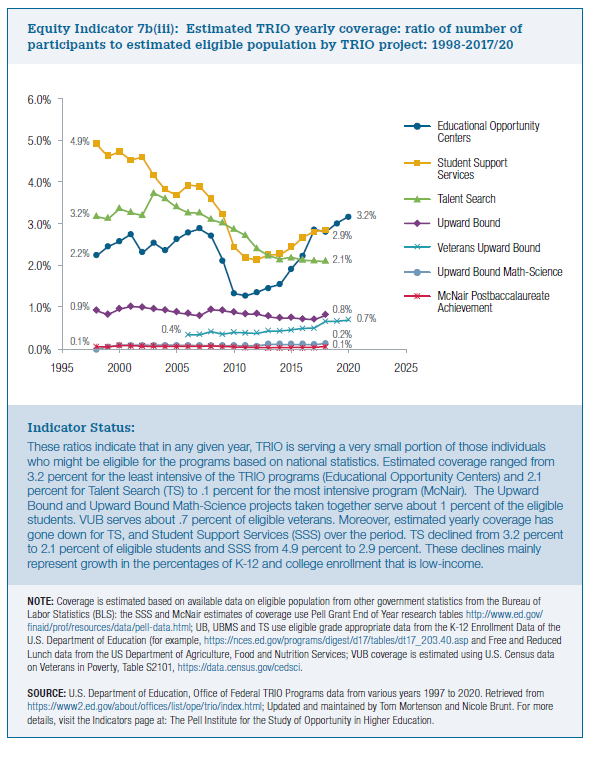 Equity Indicator 7b(iii):  Estimated TRIO yearly coverage: ratio of number of
participants to estimated eligible population by TRIO project: 1998-2017/20
6.0%
5.0%
4.0%
3.0%
2.0%
1.0%
0.0%
1995
2000
2005
2010
2015
2020
2025
4.9%
3.2%
2.2%
0.9%
0.1%
0.4%
3.2%
2.9%
2.1%
0.8%
0.7%
0.2%
0.1%
Educational Opportunity
Centers
Student Support
Services
Talent Search
Upward Bound
Veterans Upward Bound
Upward Bound Math-Science
McNair Postbaccalaureate
Achievement
Indicator Status:
These ratios indicate that in any given year, TRIO is serving a very small portion of those individuals
who might be eligible for the programs based on national statistics. Estimated coverage ranged from
3.2 percent for the least intensive of the TRIO programs (Educational Opportunity Centers) and 2.1
percent for Talent Search (TS) to .1 percent for the most intensive program (McNair).  The Upward
Bound and Upward Bound Math-Science projects taken together serve about 1 percent of the eligible
students. VUB serves about .7 percent of eligible veterans. Moreover, estimated yearly coverage has
gone down for TS, and Student Support Services (SSS) over the period. TS declined from 3.2 percent
to 2.1 percent of eligible students and SSS from 4.9 percent to 2.9 percent. These declines mainly
represent growth in the percentages of K-12 and college enrollment that is low-income.
NOTE: Coverage is estimated based on available data on eligible population from other government statistics from the Bureau of
Labor Statistics (BLS): the SSS and McNair estimates of coverage use Pell Grant End of Year research tables http://www.ed.gov/
finaid/prof/resources/data/pell-data.html; UB, UBMS and TS use eligible grade appropriate data from the K-12 Enrollment Data of the
U.S. Department of Education (for example, https://nces.ed.gov/programs/digest/d17/tables/dt17_203.40.asp and Free and Reduced
Lunch data from the US Department of Agriculture, Food and Nutrition Services; VUB coverage is estimated using U.S. Census data
on Veterans in Poverty, Table S2101, https://data.census.gov/cedsci.
SOURCE: U.S. Department of Education, Office of Federal TRIO Programs data from various years 1997 to 2020. Retrieved from
https://www2.ed.gov/about/offices/list/ope/trio/index.html; Updated and maintained by Tom Mortenson and Nicole Brunt. For more
details, visit the Indicators page at: The Pell Institute for the Study of Opportunity in Higher Education.